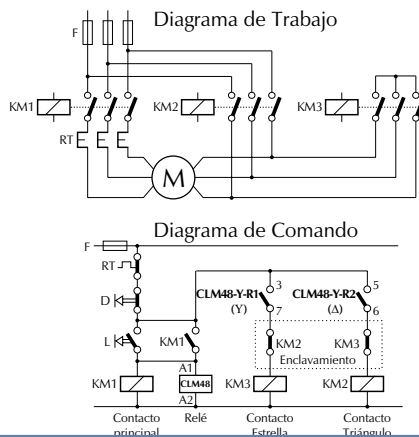 Diagrama de Trabajo
F
KM1
KM2
KM3
RT
M
Diagrama de Comando
F
RT
D
CLM48-Y-R1
(Y)
3
7
CLM48-Y-R2
(Δ)
5
6
L
KM1
KM2
KM3
Enclavamiento
A1
KM1
CLM48
KM3
KM2
A2
Contacto
principal
Relé
Contacto
Estrella
Contacto
Triángulo